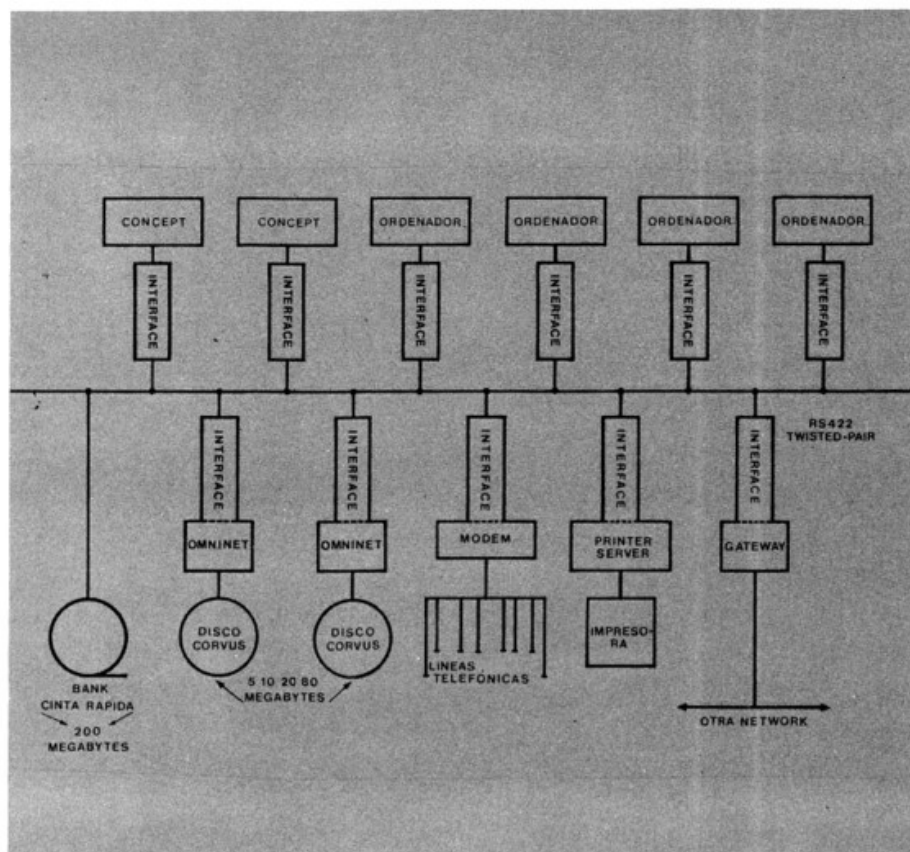 CONCEPT
CONCEPT
ORDENADOR
ORDENADOR
ORDENADOR
ORDENADOR
INTERFACE
INTERFACE
INTERFACE
INTERFACE
INTERFACE
INTERFACE
RS422
TWISTED-PAIR
INTERFACE
INTERFACE
INTERFACE
INTERFACE
INTERFACE
OMNINET
OMNINET
MODEM
PRINTER
SERVER
GATEWAY
DISCO
CORVUS
DISCO
CORVUS
5 10 20 80
MEGABYTES
LINEAS
TELEFÓNICAS
IMPRESO-
RA
BANK
CINTA RAPIDA
200
MEGABYTES
OTRA NETWORK